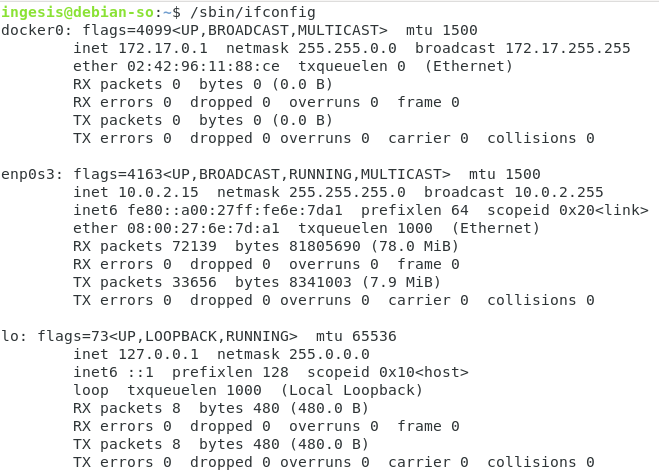 ingesis@debian-so:~$ /sbin/ifconfig
docker0: flags=4099<UP,BROADCAST,MULTICAST>  mtu 1500
        inet 172.17.0.1  netmask 255.255.0.0  broadcast 172.17.255.255
        ether 02:42:96:11:88:ce  txqueuelen 0  (Ethernet)
        RX packets 0  bytes 0 (0.0 B)
        RX errors 0  dropped 0  overruns 0  frame 0
        TX packets 0  bytes 0 (0.0 B)
        TX errors 0  dropped 0 overruns 0  carrier 0  collisions 0

enp0s3: flags=4163<UP,BROADCAST,RUNNING,MULTICAST>  mtu 1500
        inet 10.0.2.15  netmask 255.255.255.0  broadcast 10.0.2.255
        inet6 fe80::a00:27ff:fe6e:7da1  prefixlen 64  scopeid 0x20<link>
        ether 08:00:27:6e:7d:a1  txqueuelen 1000  (Ethernet)
        RX packets 72139  bytes 81805690 (78.0 MiB)
        RX errors 0  dropped 0  overruns 0  frame 0
        TX packets 33656  bytes 8341003 (7.9 MiB)
        TX errors 0  dropped 0 overruns 0  carrier 0  collisions 0

lo: flags=73<UP,LOOPBACK,RUNNING>  mtu 65536
        inet 127.0.0.1  netmask 255.0.0.0
        inet6 ::1  prefixlen 128  scopeid 0x10<host>
        loop  txqueuelen 1000  (Local Loopback)
        RX packets 8  bytes 480 (480.0 B)
        RX errors 0  dropped 0  overruns 0  frame 0
        TX packets 8  bytes 480 (480.0 B)
        TX errors 0  dropped 0 overruns 0  carrier 0  collisions 0